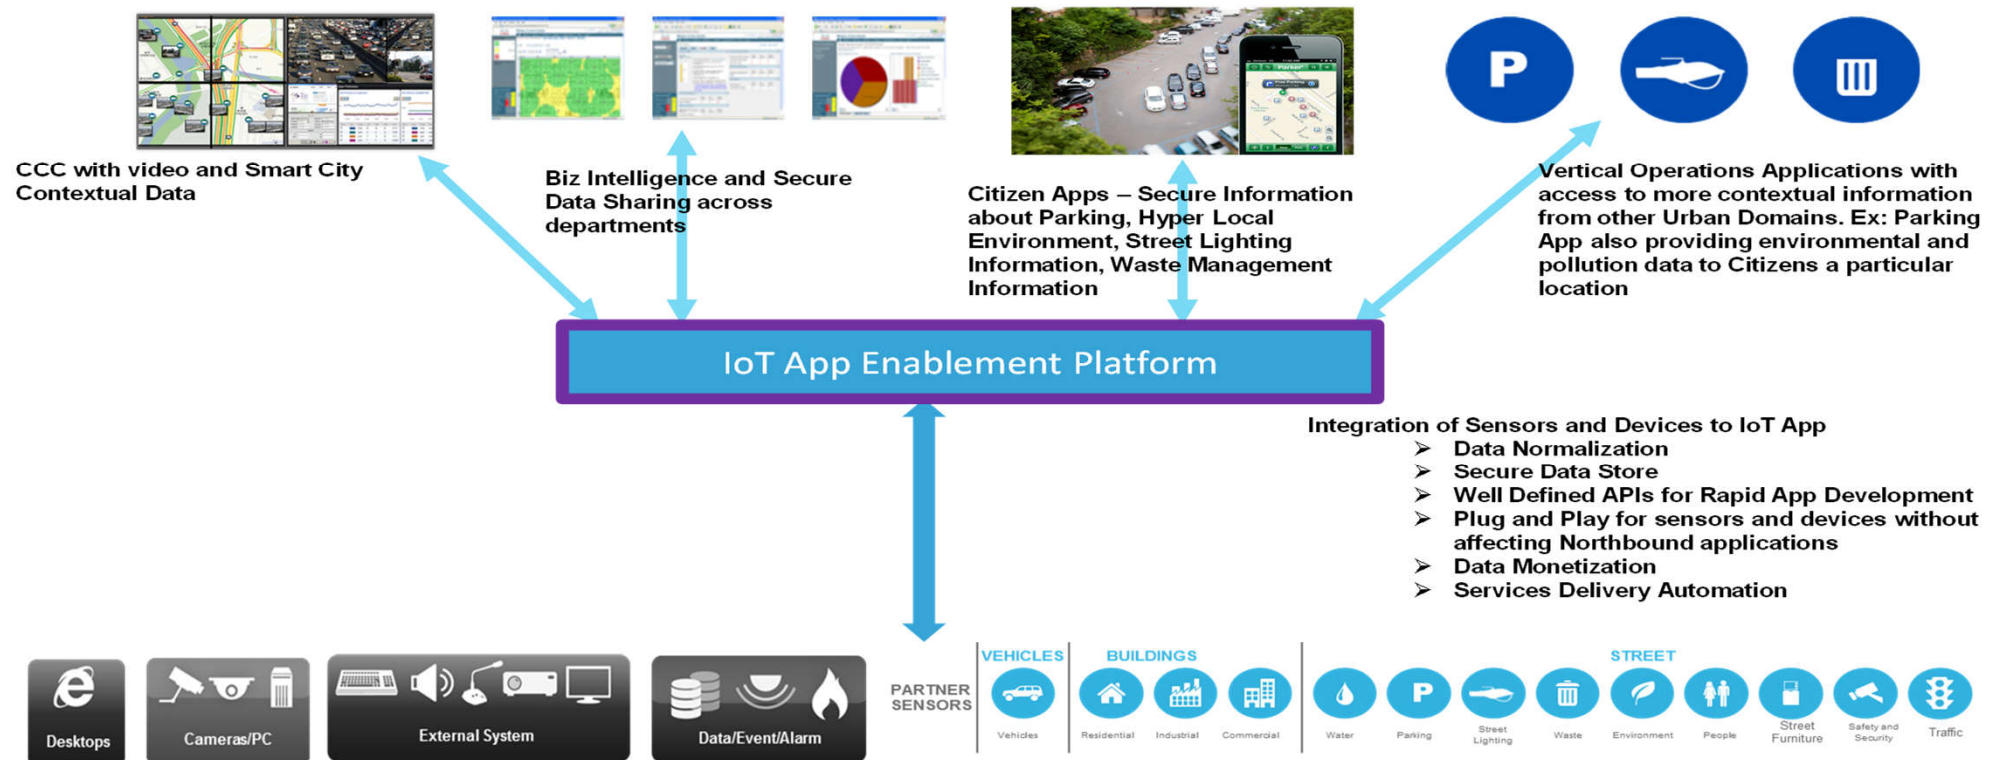 CCC with video and Smart City
Contextual Data
Biz Intelligence and Secure
Data Sharing across
departments
Citizen Apps – Secure Information
about Parking, Hyper Local
Environment, Street Lighting
Information, Waste Management
Information
P
Vertical Operations Applications with
access to more contextual information
from other Urban Domains. Ex: Parking
App also providing environmental and
pollution data to Citizens a particular
location
IoT App Enablement Platform
Integration of Sensors and Devices to IoT App
➢ Data Normalization
➢ Secure Data Store
➢ Well Defined APIs for Rapid App Development
➢ Plug and Play for sensors and devices without
affecting Northbound applications
➢ Data Monetization
➢ Services Delivery Automation
Desktops
Cameras/PC
External System
Data/Event/Alarm
PARTNER
SENSORS
VEHICLES
Vehicles
BUILDINGS
Residential
Industrial
Commercial
STREET
Water
P
Parking
Street
Lighting
Waste
Environment
People
Street
Furniture
Safety and
Security
Traffic